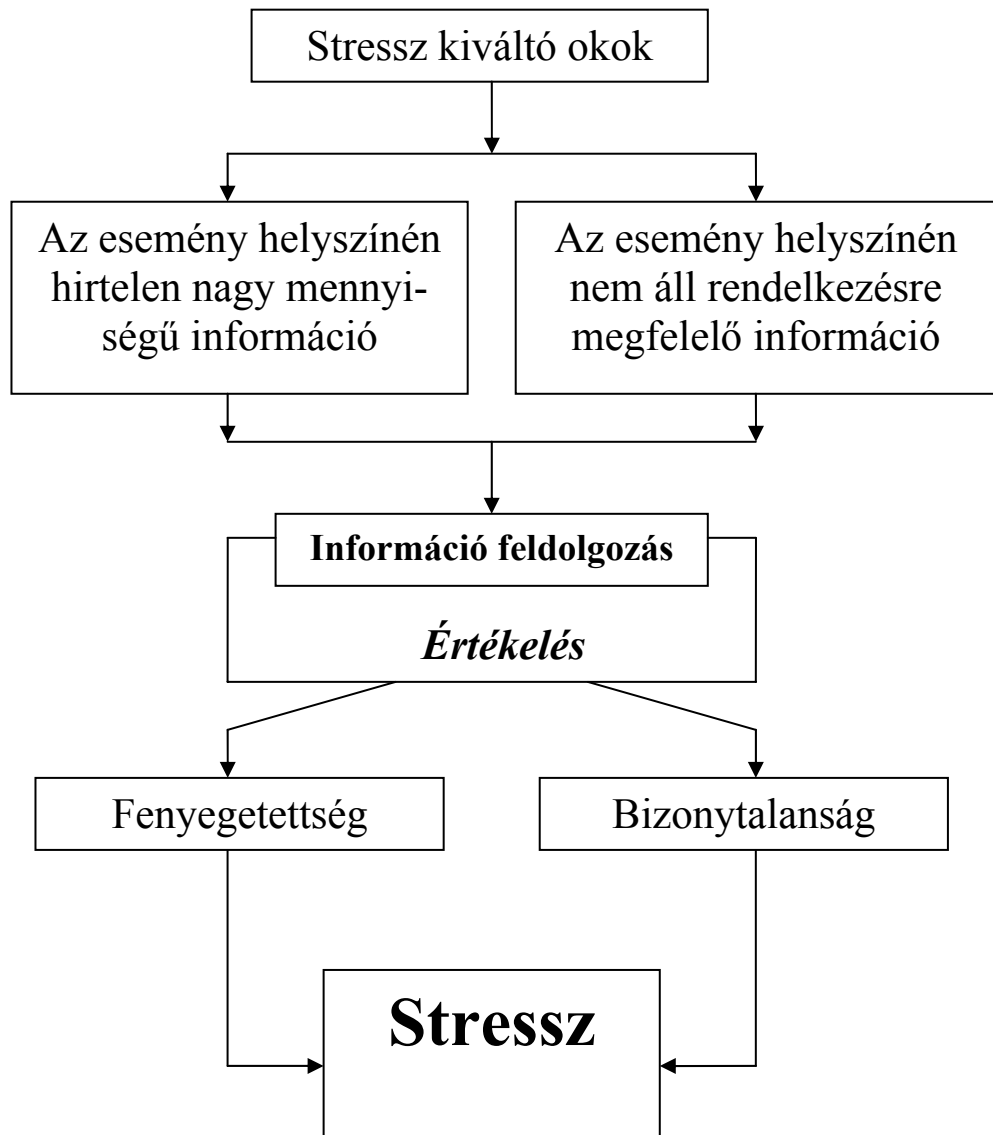 Stressz kiváltó okok
Az esemény helyszínén
hirtelen nagy mennyi-
ségű információ
Az esemény helyszínén
nem áll rendelkezésre
megfelelő információ
Információ feldolgozás
Értékelés
Fenyegetettség
Bizonytalanság
Stressz